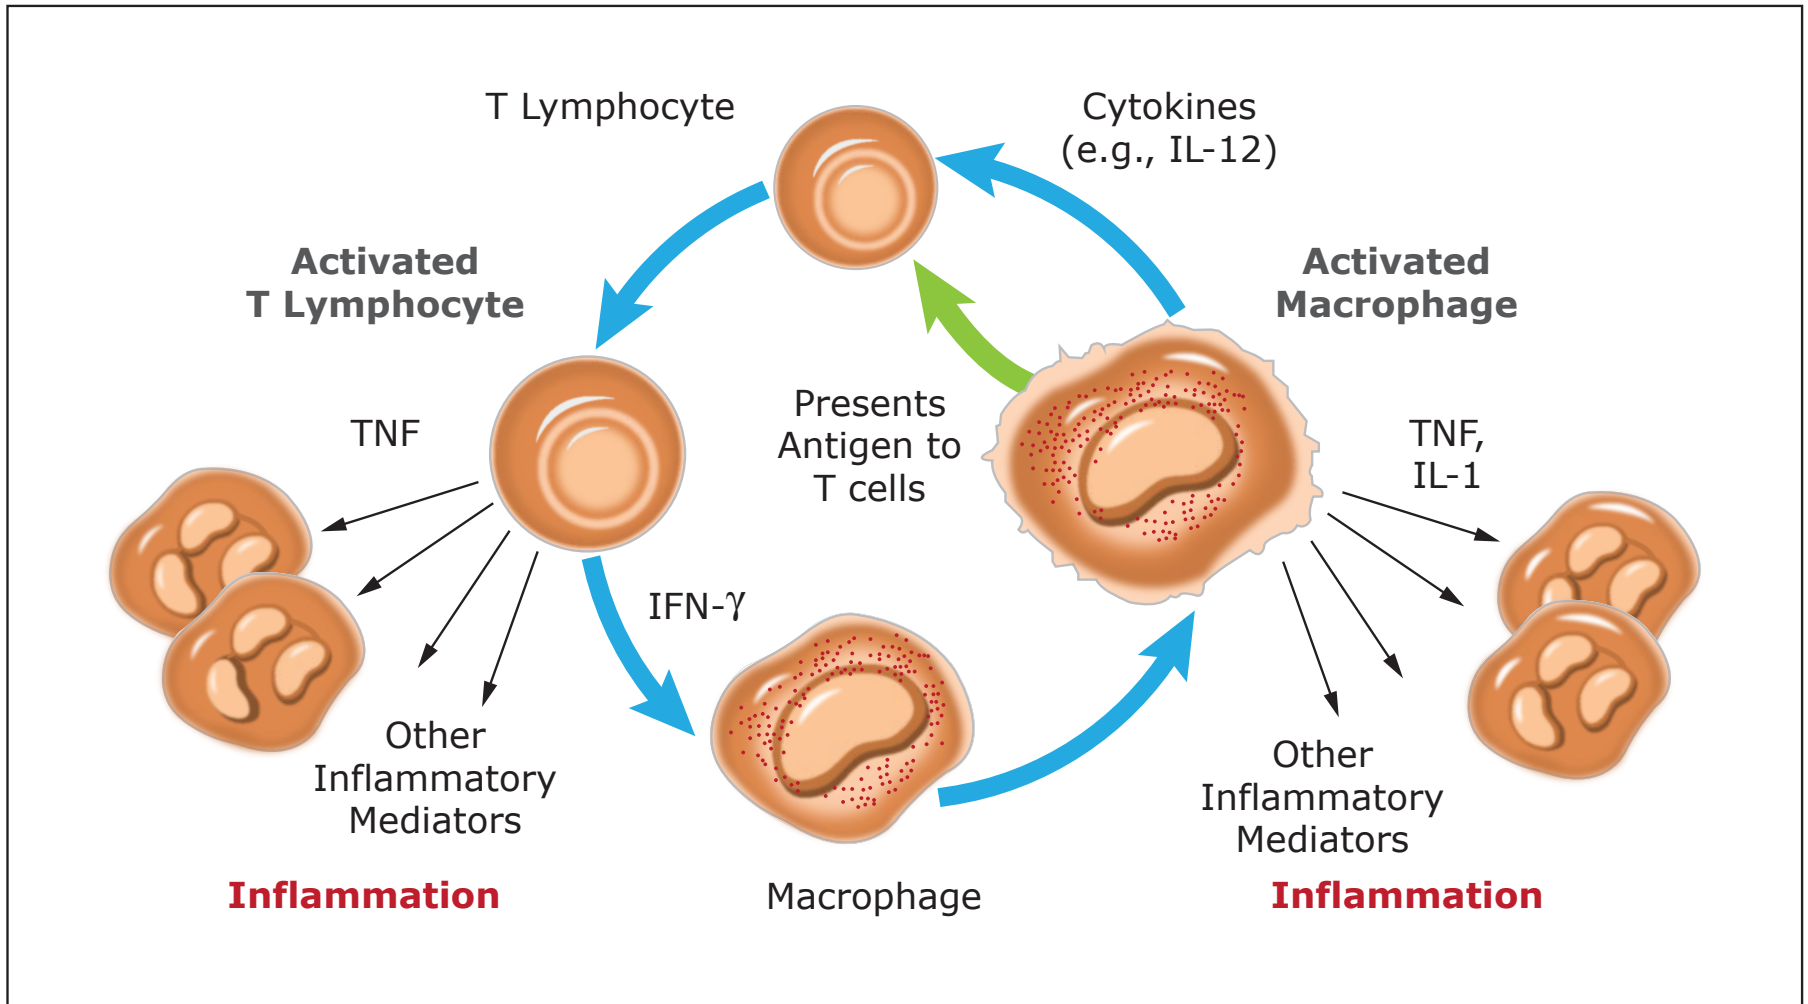 T Lymphocyte
Cytokines
(e.g., IL-12)
Activated
T Lymphocyte
Activated
Macrophage
TNF
Presents
Antigen to
T cells
TNF,
IL-1
IFN-γ
Other
Inflammatory
Mediators
Other
Inflammatory
Mediators
Inflammation
Macrophage
Inflammation